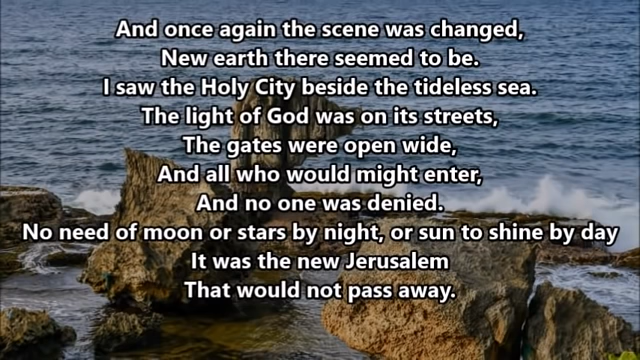 And once again the scene was changed,
New earth there seemed to be.
I saw the Holy City beside the tideless sea.
The light of God was on its streets,
The gates were open wide,
And all who would might enter,
And no one was denied.
No need of moon or stars by night, or sun to shine by day
It was the new Jerusalem
That would not pass away.